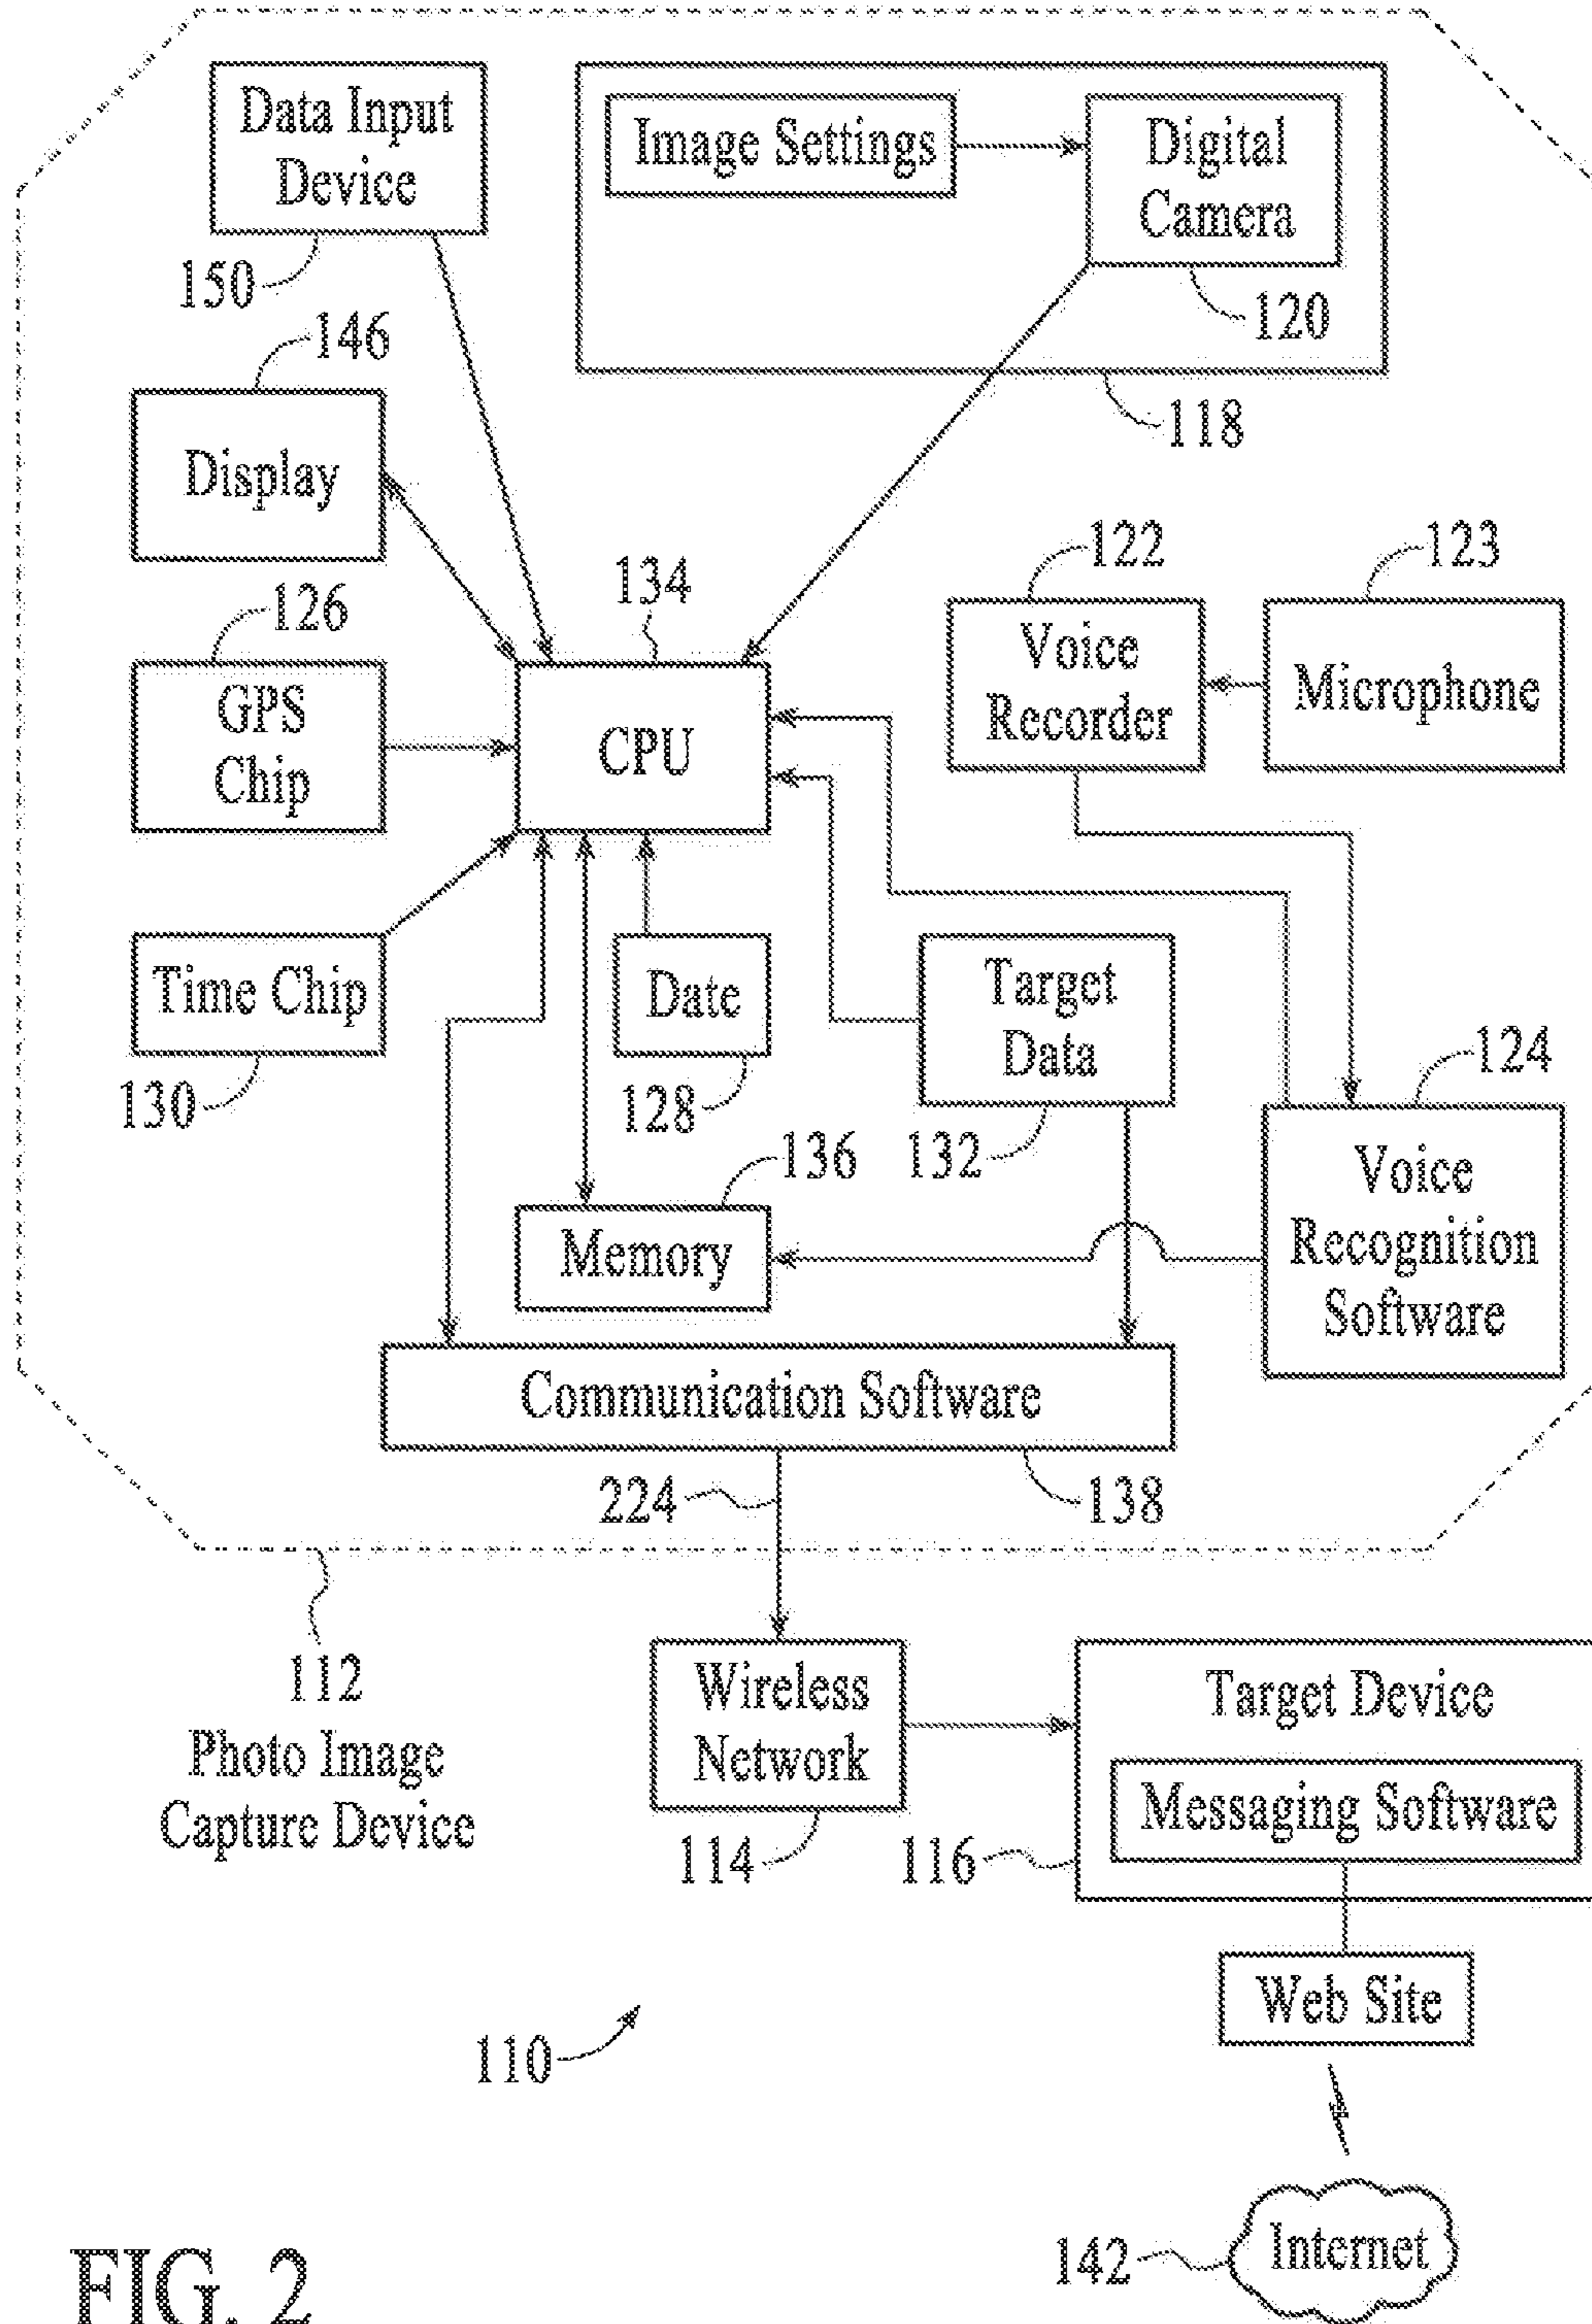 Data Input
Device
150
Image Settings
Digital
Camera
120
118
146
Display
126
GPS
Chip
134
CPU
122
Voice
Recorder
123
Microphone
Time Chip
130
Date
128
Target
Data
132
124
Voice
Recognition
Software
136
Memory
Communication Software
224
138
112
Photo Image
Capture Device
Wireless
Network
114
Target Device
Messaging Software
116
Web Site
110
Internet
142
FIG. 2